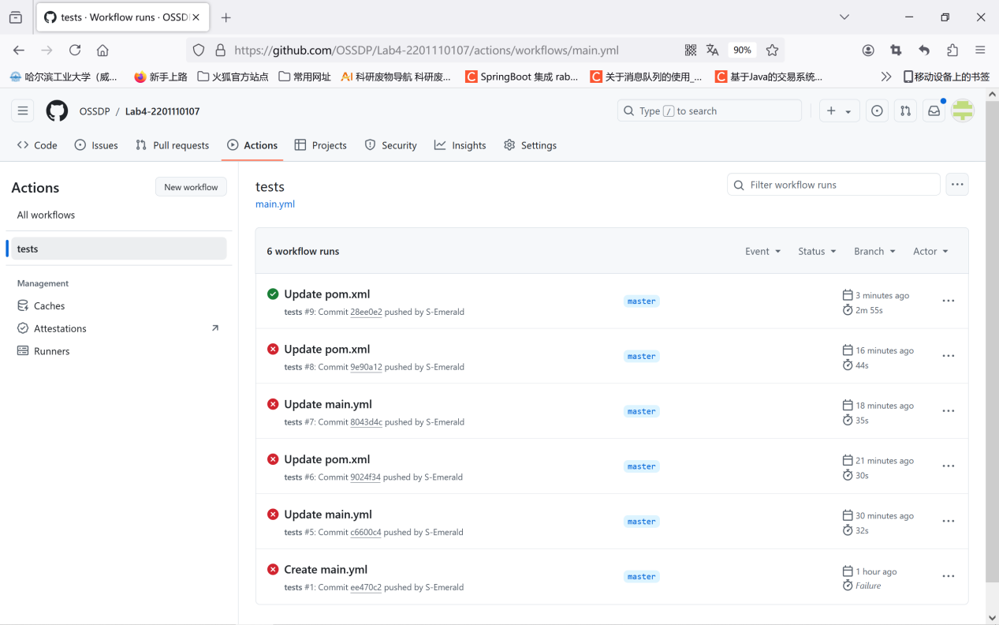 tests · Workflow runs · OSSD
https://github.com/OSSDP/Lab4-2201110107/actions/workflows/main.yml
90%
哈尔滨工业大学（威... 新手上路 火狐官方站点 常用网址 科研废物导航 科研废... SpringBoot 集成 rab... 关于消息队列的使用_... 基于Java的交易系统... 移动设备上的书签
OSSDP / Lab4-2201110107
Type / to search
Code Issues Pull requests Actions Projects Security Insights Settings
Actions
New workflow
All workflows
tests
Management
Caches
Attestations
Runners
tests
main.yml
Filter workflow runs
6 workflow runs
Event Status Branch Actor
Update pom.xml
tests #9: Commit 28ee0e2 pushed by S-Emerald
master
3 minutes ago
2m 55s
Update pom.xml
tests #8: Commit 9e90a12 pushed by S-Emerald
master
16 minutes ago
44s
Update main.yml
tests #7: Commit 8043d4c pushed by S-Emerald
master
18 minutes ago
35s
Update pom.xml
tests #6: Commit 9024f34 pushed by S-Emerald
master
21 minutes ago
30s
Update main.yml
tests #5: Commit c6600c4 pushed by S-Emerald
master
30 minutes ago
32s
Create main.yml
tests #1: Commit ee470c2 pushed by S-Emerald
master
1 hour ago
Failure